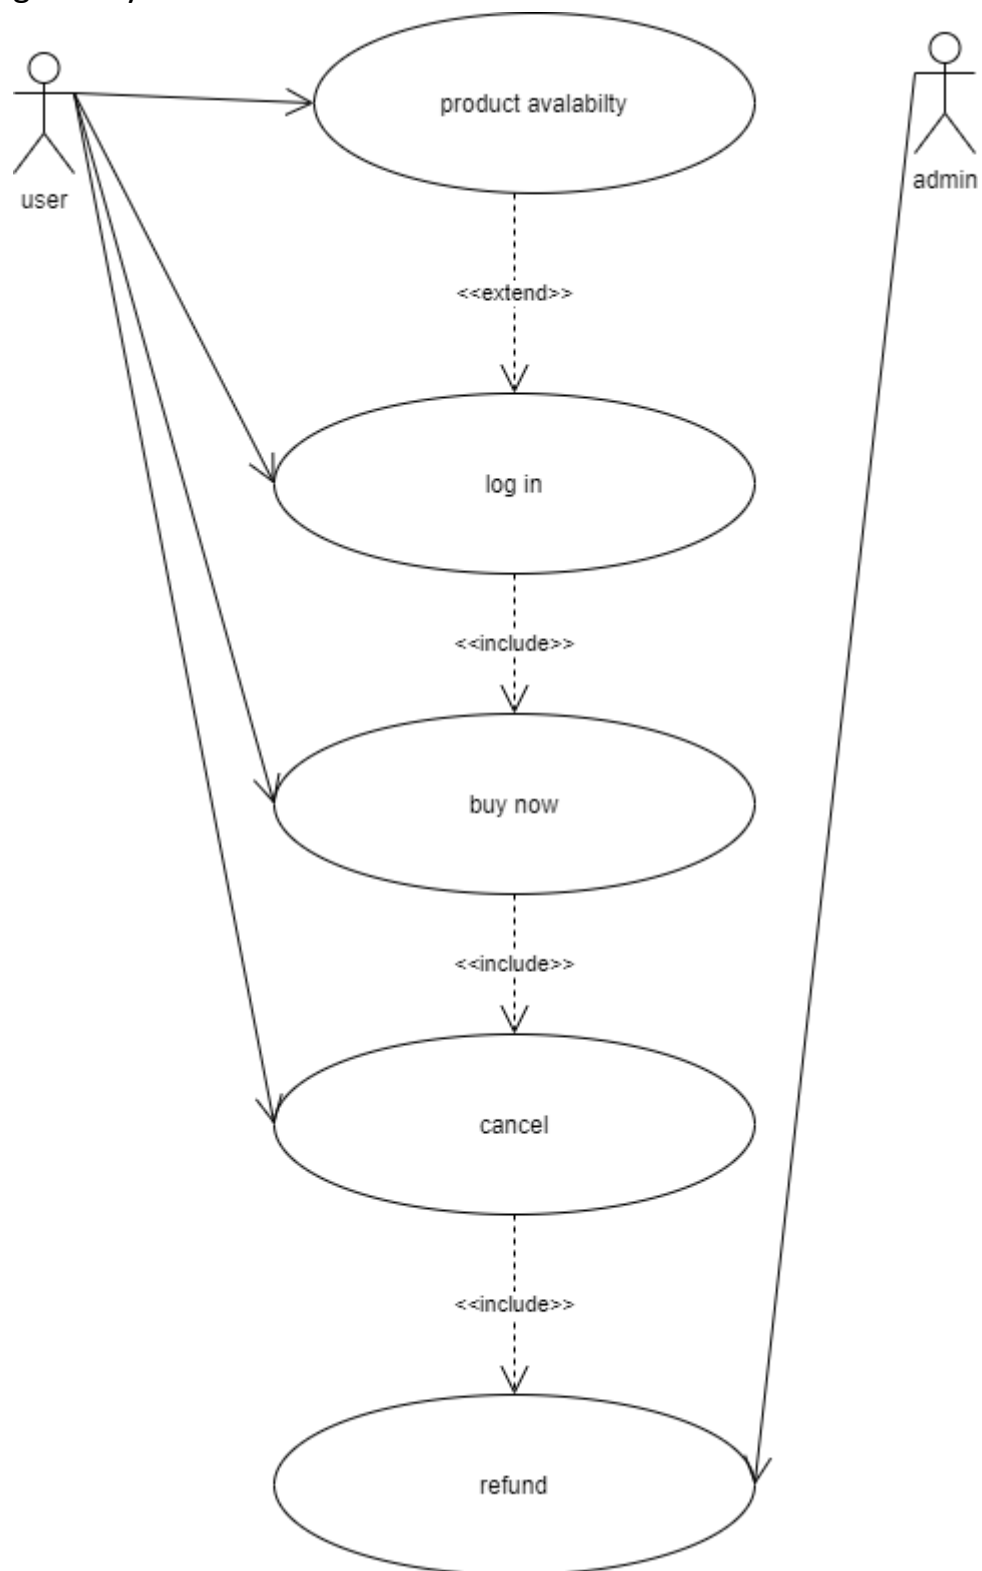 product avalabilty
user
admin
<<extend>>
log in
<<include>>
buy now
<<include>>
cancel
<<include>>
refund